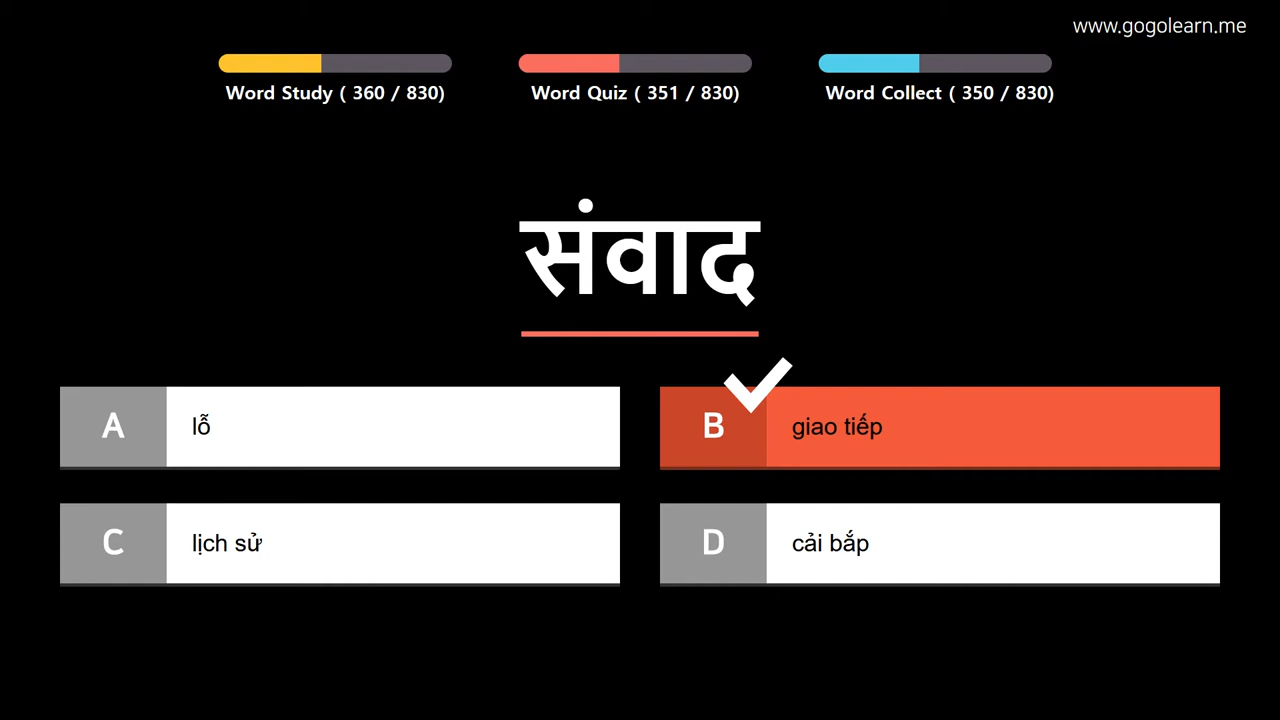 www.gogolearn.me
Word Study ( 360 / 830)
Word Quiz ( 351 / 830)
Word Collect ( 350 / 830)
संवाद
A lỗ
B giao tiếp
C lịch sử
D cải bắp